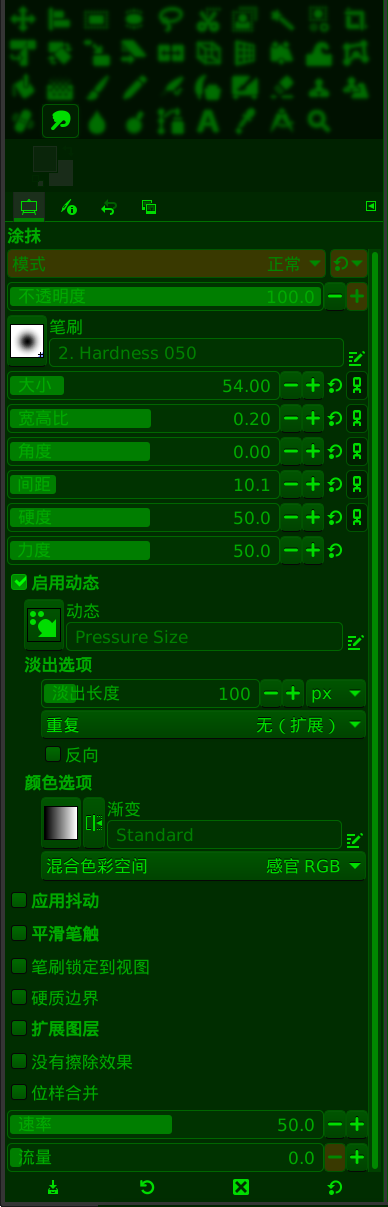 涂抹
模式 正常
不透明度 100.0
笔刷
2. Hardness 050
大小 54.00
宽高比 0.20
角度 0.00
间距 10.1
硬度 50.0
力度 50.0
启用动态
动态
Pressure Size
淡出选项
淡出长度 100 px
重复 无（扩展）
反向
颜色选项
渐变
Standard
混合色彩空间 感官 RGB
应用抖动
平滑笔触
笔刷锁定到视图
硬质边界
扩展图层
没有擦除效果
位样合并
速率 50.0
流量 0.0